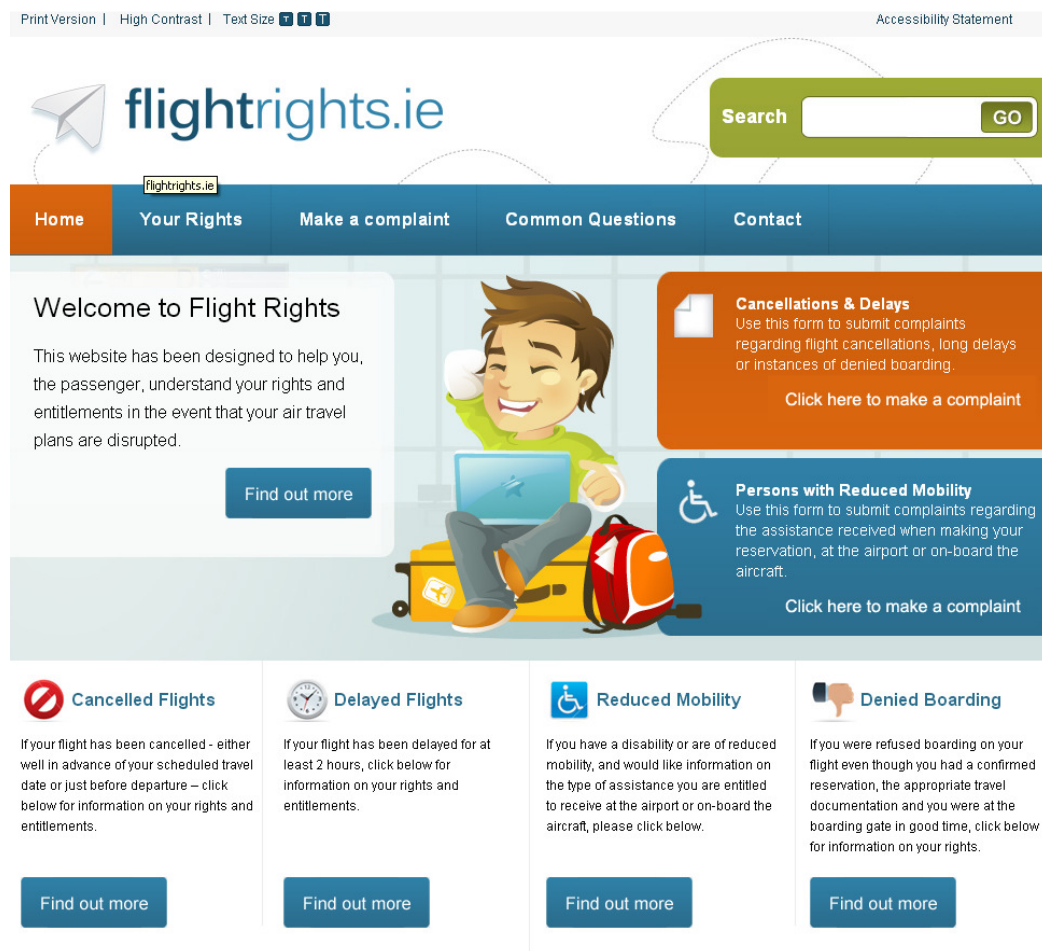 Print Version | High Contrast | Text Size T T T
Accessibility Statement
flightrights.ie
Search
GO
flightrights.ie
Home
Your Rights
Make a complaint
Common Questions
Contact
Welcome to Flight Rights
This website has been designed to help you,
the passenger, understand your rights and
entitlements in the event that your air travel
plans are disrupted.
Find out more
Cancellations & Delays
Use this form to submit complaints
regarding flight cancellations, long delays
or instances of denied boarding.
Click here to make a complaint
Persons with Reduced Mobility
Use this form to submit complaints regarding
the assistance received when making your
reservation, at the airport or on-board the
aircraft.
Click here to make a complaint
Cancelled Flights
If your flight has been cancelled - either
well in advance of your scheduled travel
date or just before departure – click
below for information on your rights and
entitlements.
Find out more
Delayed Flights
If your flight has been delayed for at
least 2 hours, click below for
information on your rights and
entitlements.
Find out more
Reduced Mobility
If you have a disability or are of reduced
mobility, and would like information on
the type of assistance you are entitled
to receive at the airport or on-board the
aircraft, please click below.
Find out more
Denied Boarding
If you were refused boarding on your
flight even though you had a confirmed
reservation, the appropriate travel
documentation and you were at the
boarding gate in good time, click below
for information on your rights.
Find out more